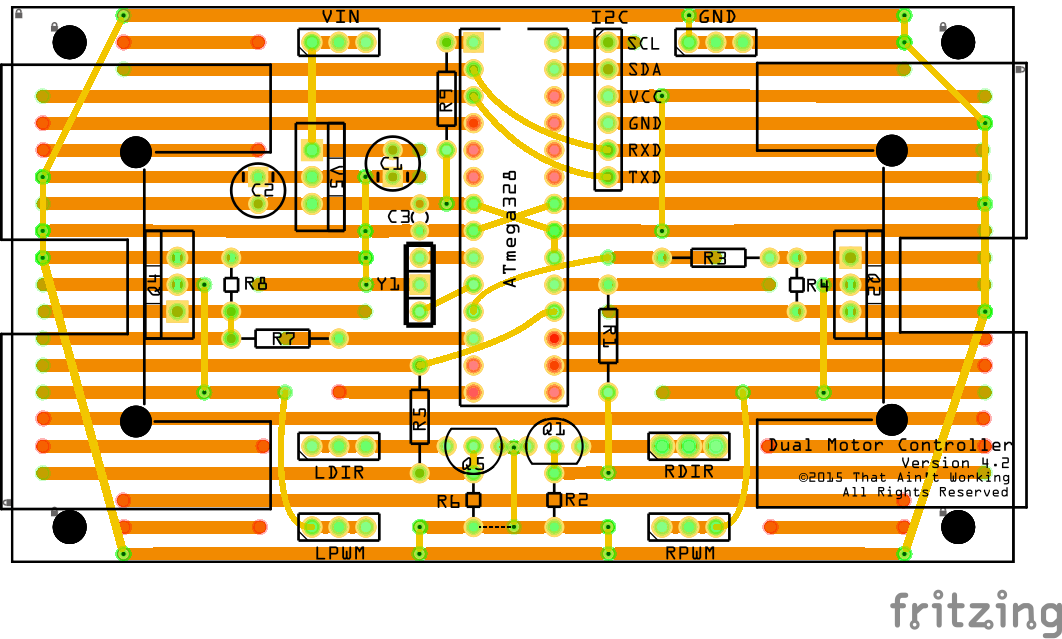 VIN
I2C
GND
SCL
SDA
VCC
GND
RXD
TXD
R9
C1
V5
C2
C3
ATmega328
Q4
R8
Y1
R3
R4
Q2
R7
R1
R5
Q1
Q5
LDIR
RDIR
Dual Motor Controller
Version 4.2
©2015 That Ain't Working
All Rights Reserved
R6
R2
LPWM
RPWM
fritzing